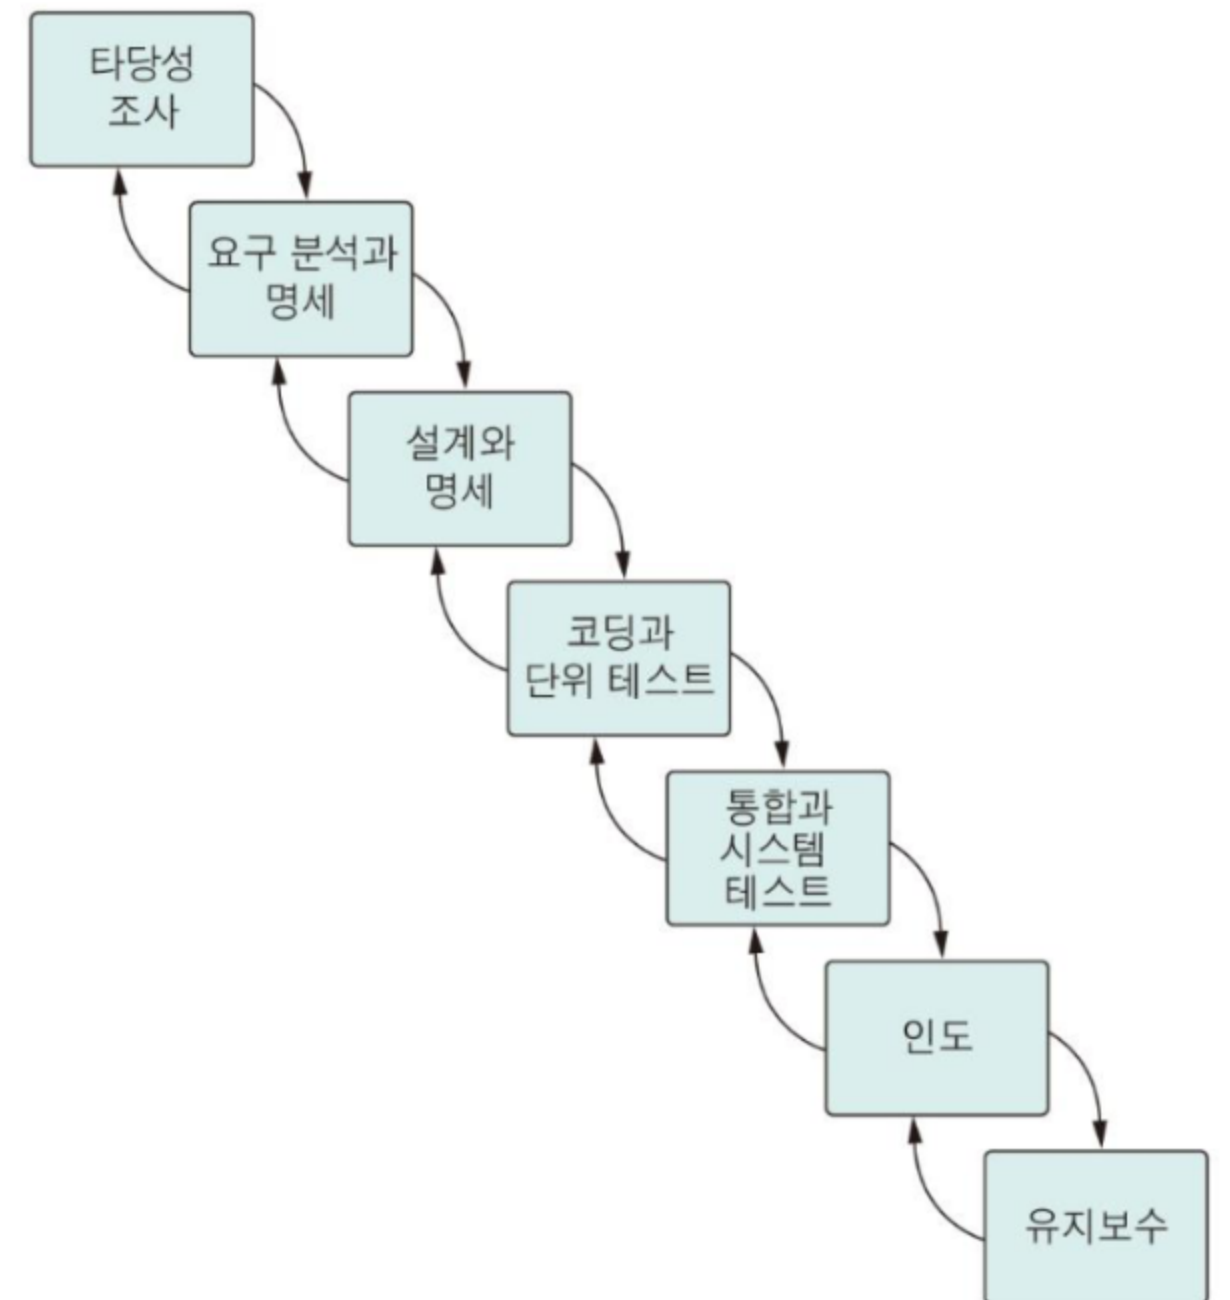 타당성
조사
요구 분석과
명세
설계와
명세
코딩과
단위 테스트
통합과
시스템
테스트
인도
유지보수